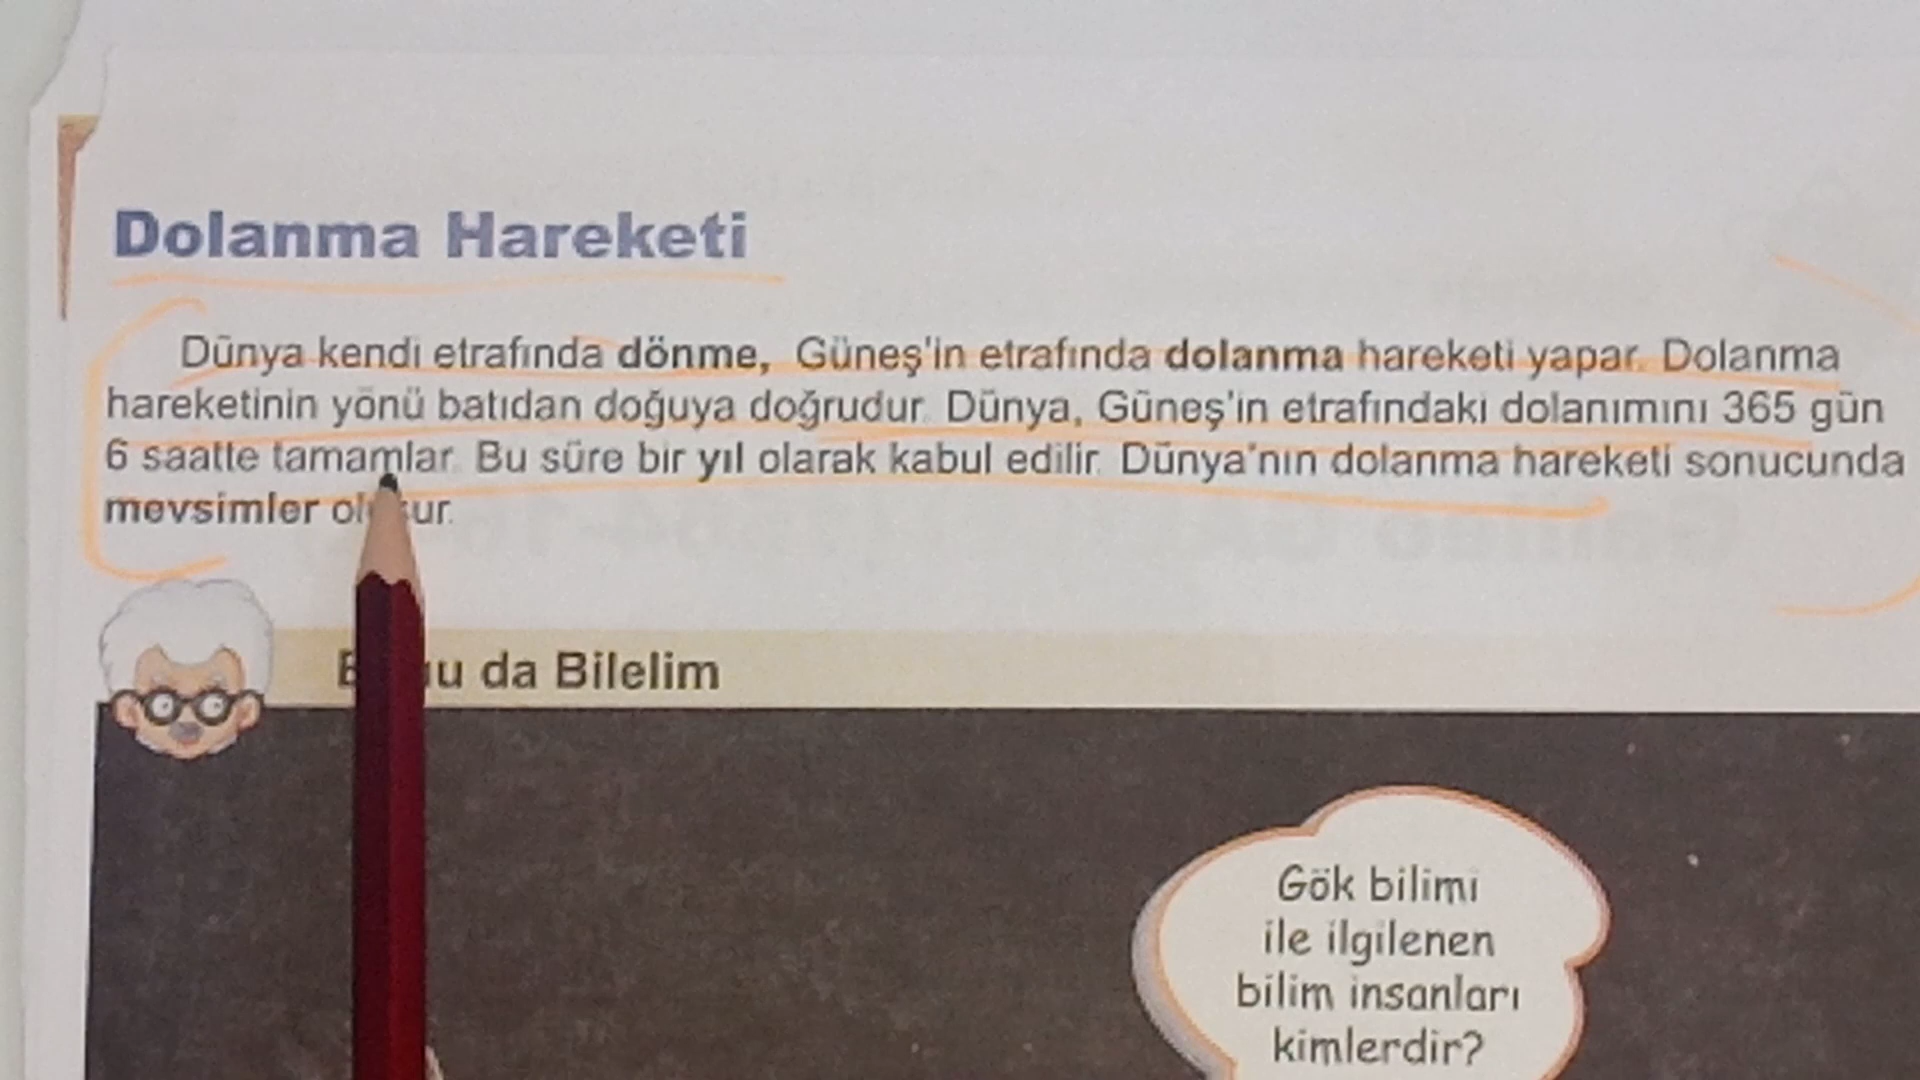 Dolanma Hareketi
Dünya kendi etrafında dönme, Güneş'in etrafında dolanma hareketi yapar. Dolanma
hareketinin yönü batıdan doğuya doğrudur. Dünya, Güneş'in etrafındaki dolanımını 365 gün
6 saatte tamamlar. Bu süre bir yıl olarak kabul edilir. Dünya'nın dolanma hareketi sonucunda
mevsimler
da Bilelim
Gök bilimi
ile ilgilenen
bilim insanları
kimlerdir?